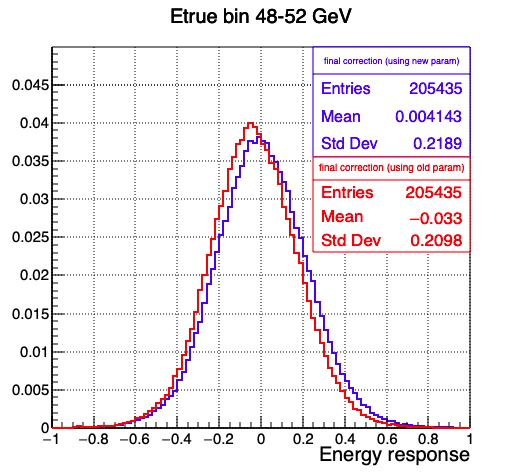 Etrue bin 48-52 GeV
final correction (using new param)
Entries 205435
Mean 0.004143
Std Dev 0.2189
final correction (using old param)
Entries 205435
Mean −0.033
Std Dev 0.2098
0.045
0.04
0.035
0.03
0.025
0.02
0.015
0.01
0.005
0
−1 −0.8 −0.6 −0.4 −0.2 0 0.2 0.4 0.6 0.8 1
Energy response